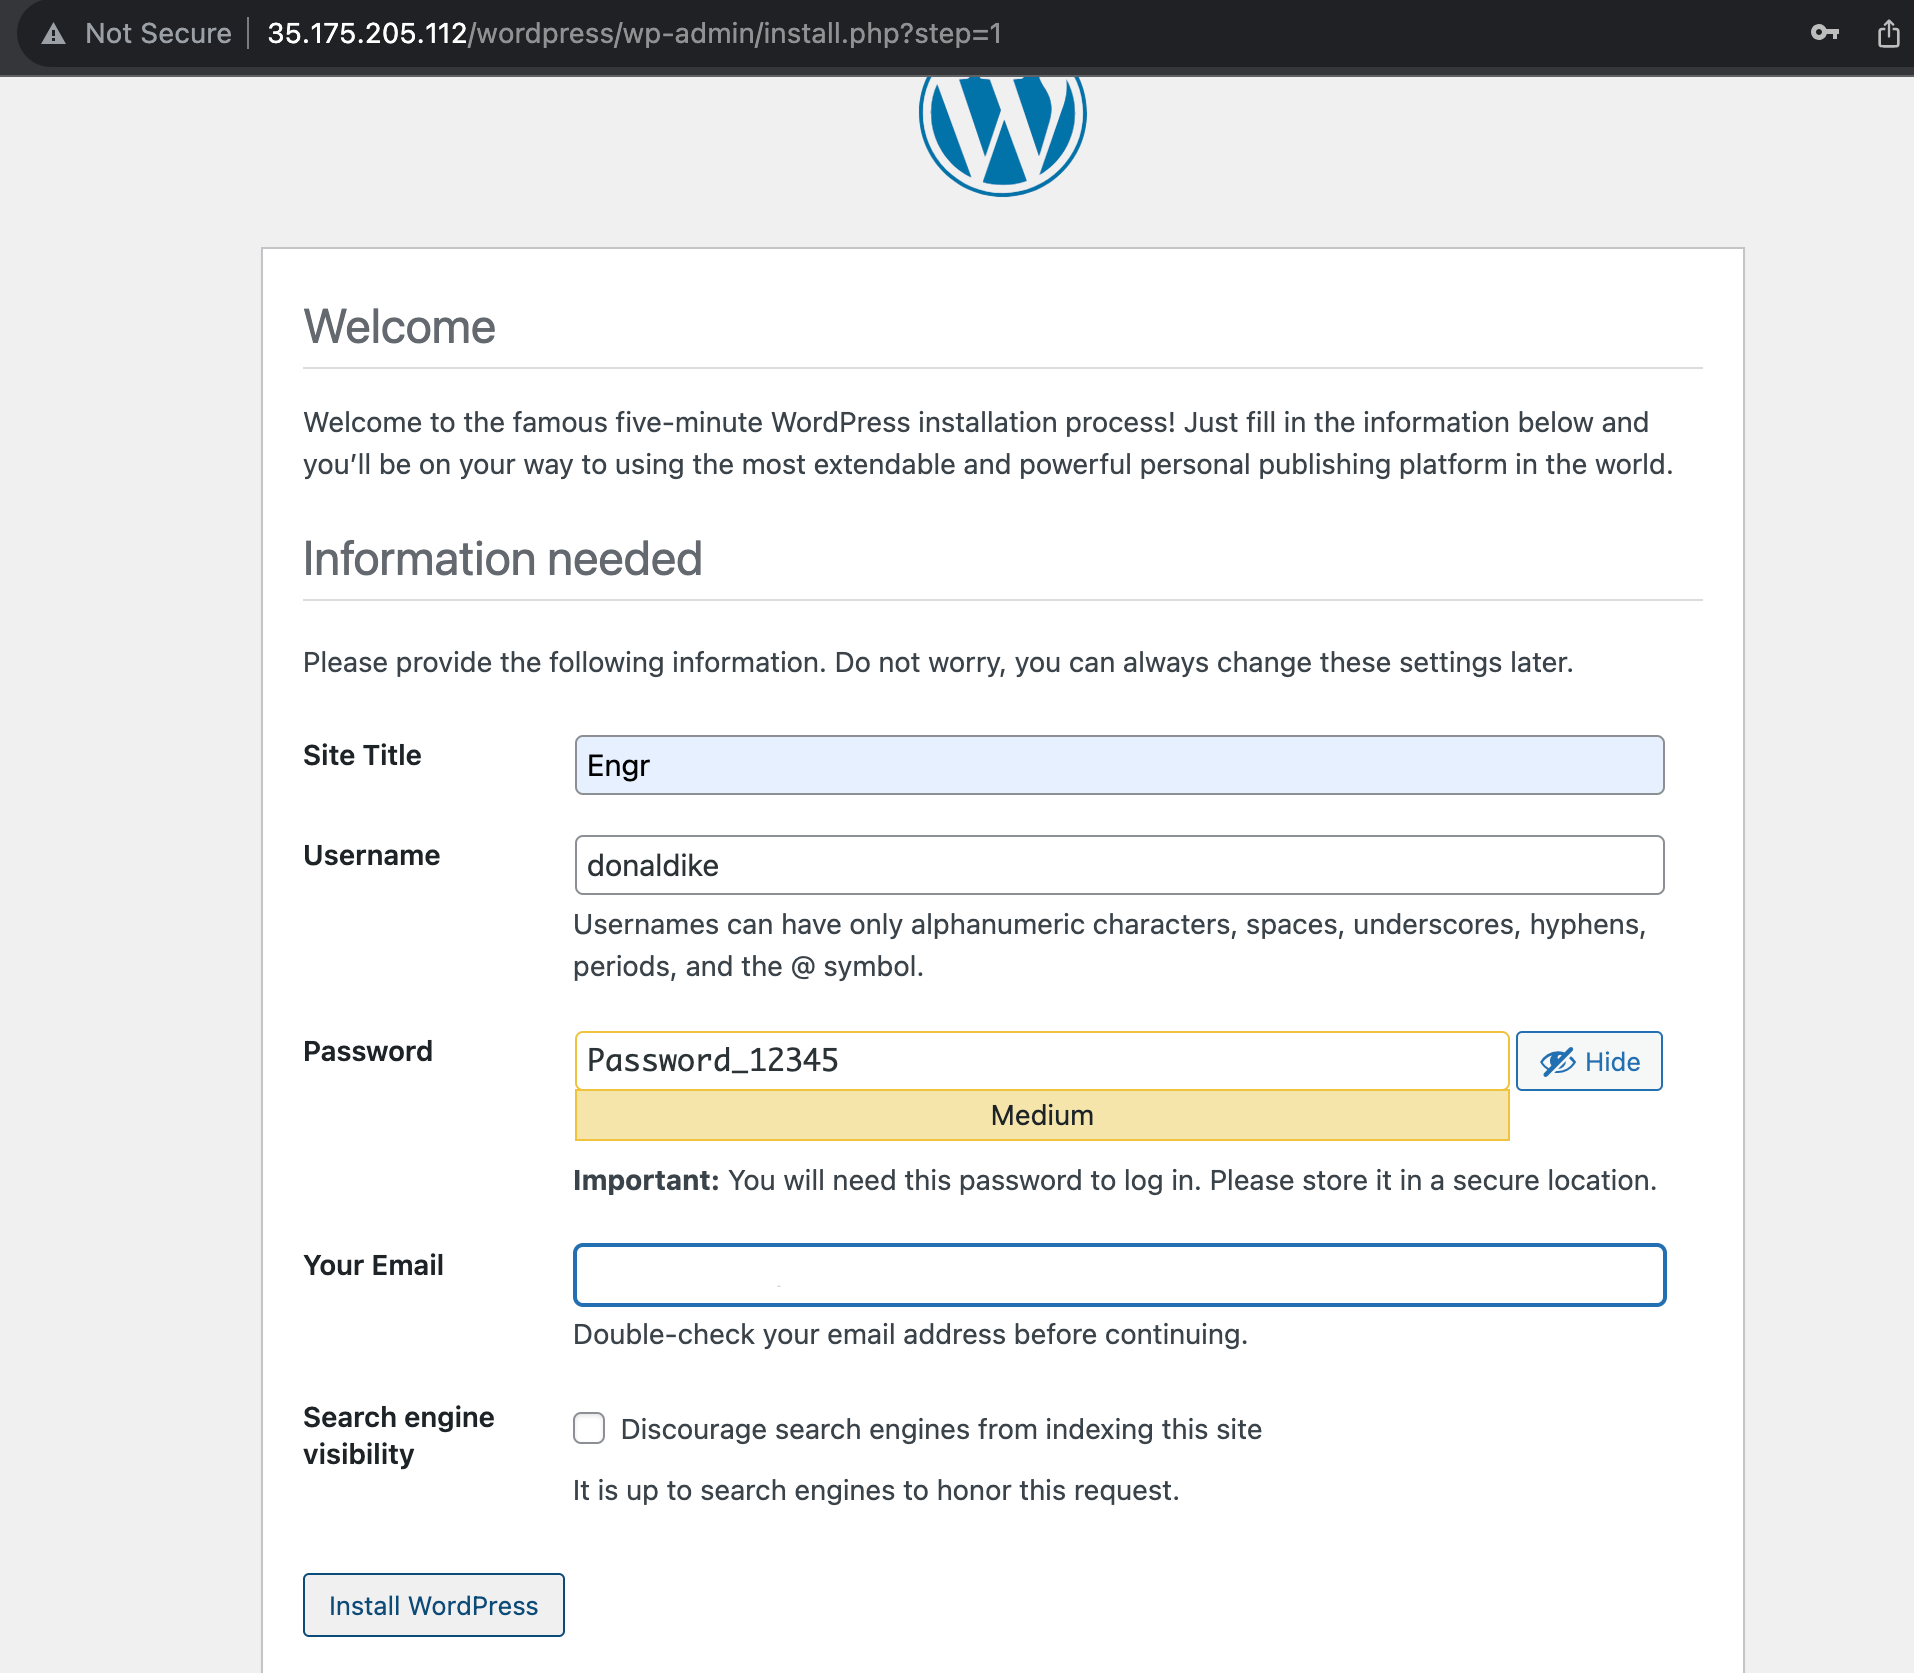 Not Secure 35.175.205.112/wordpress/wp-admin/install.php?step=1
Welcome
Welcome to the famous five-minute WordPress installation process! Just fill in the information below and
you’ll be on your way to using the most extendable and powerful personal publishing platform in the world.
Information needed
Please provide the following information. Do not worry, you can always change these settings later.
Site Title
Engr
Username
donaldike
Usernames can have only alphanumeric characters, spaces, underscores, hyphens,
periods, and the @ symbol.
Password
Password_12345
Hide
Medium
Important: You will need this password to log in. Please store it in a secure location.
Your Email
Double-check your email address before continuing.
Search engine
visibility
Discourage search engines from indexing this site
It is up to search engines to honor this request.
Install WordPress